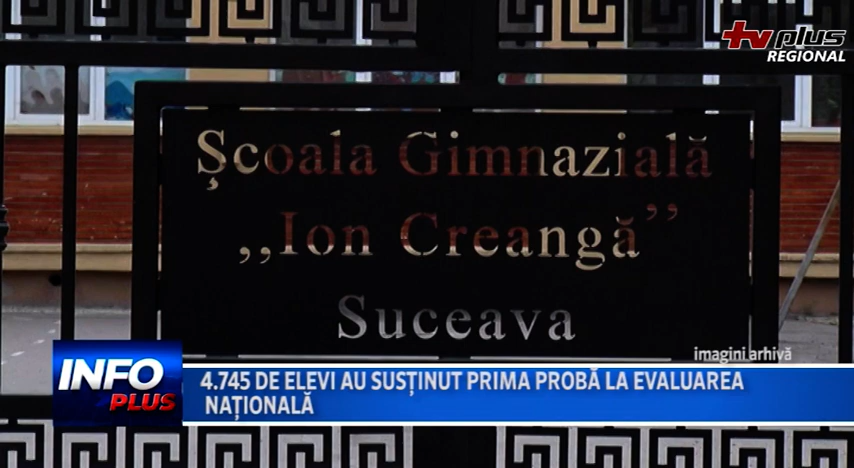 tv plus
REGIONAL
Școala Gimnazială
,,Ion Creangă”
Suceava
imagini arhivă
INFO
PLUS
4.745 DE ELEVI AU SUSȚINUT PRIMA PROBĂ LA EVALUAREA
NAȚIONALĂ